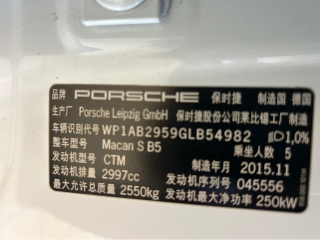 品牌 PORSCHE 保时捷 制造国 德国
生产厂 Porsche Leipzig GmbH 保时捷股份公司莱比锡工厂制造
车辆识别代号 WP1AB2959GLB54982 1,0%
整车型号 Macan S B5 乘坐人数 5
发动机型号 CTM 制造年月 2015.11
发动机排量 2997cc 发动机序列号 045556
最大允许总质量 2550kg 发动机最大净功率 250kW